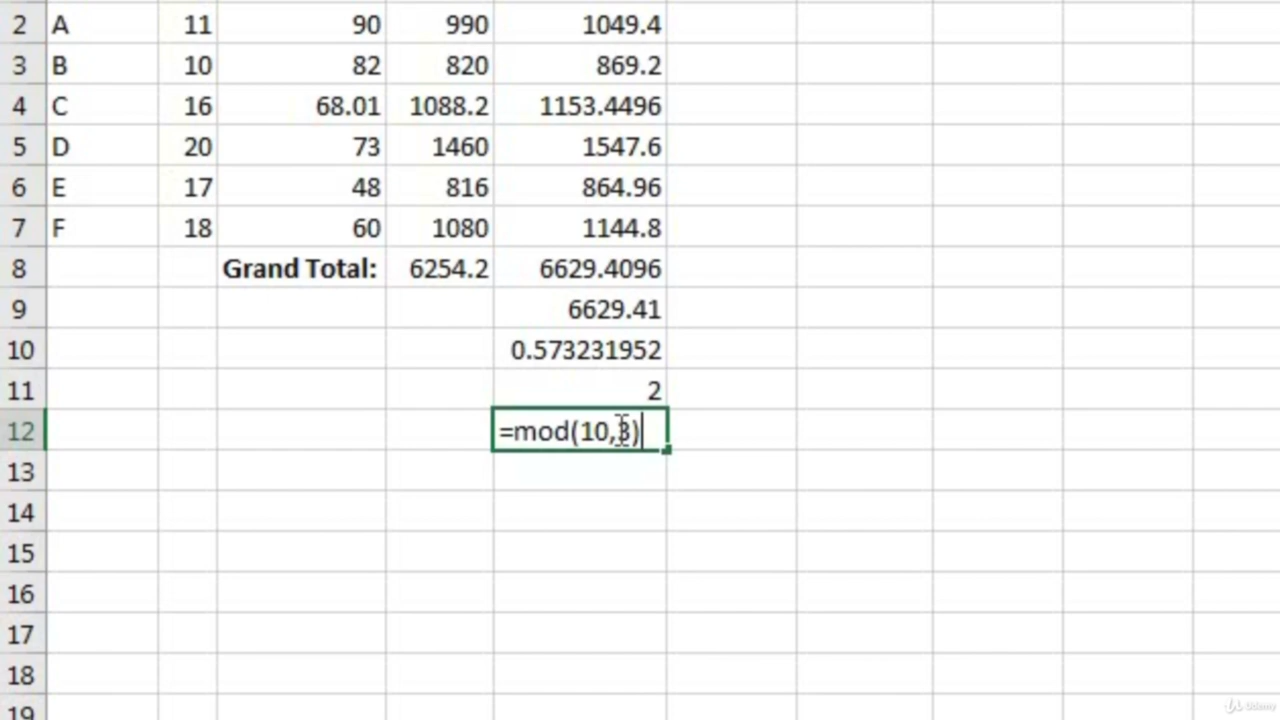 2 A 11 90 990 1049.4
3 B 10 82 820 869.2
4 C 16 68.01 1088.2 1153.4496
5 D 20 73 1460 1547.6
6 E 17 48 816 864.96
7 F 18 60 1080 1144.8
8 Grand Total: 6254.2 6629.4096
9 6629.41
10 0.573231952
11 2
12 =mod(10,3)
13
14
15
16
17
18
19
Udemy